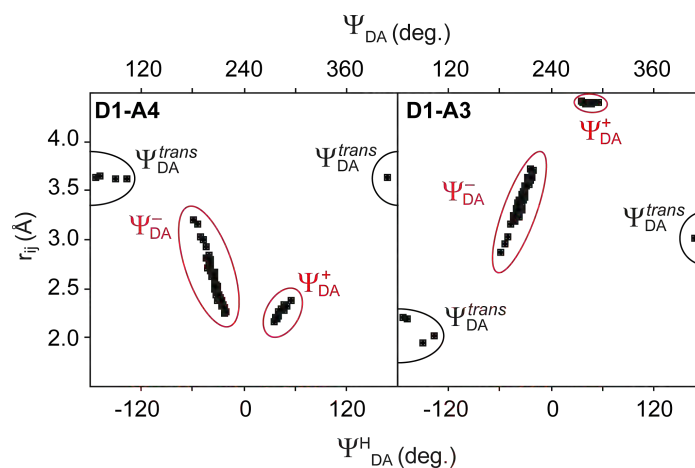 Ψ_DA (deg.)
120 240 360 120 240 360
D1-A4 D1-A3
Ψ_DA^+
Ψ_DA^trans Ψ_DA^trans
Ψ_DA^- Ψ_DA^-
Ψ_DA^trans
Ψ_DA^+
Ψ_DA^trans
r_ij (Å)
4.0
3.5
3.0
2.5
2.0
-120 0 120 -120 0 120
Ψ^H_DA (deg.)